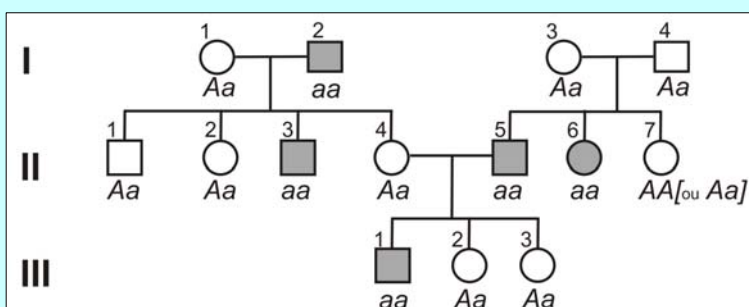 I
1 2 3 4
Aa aa Aa Aa
II
1 2 3 4 5 6 7
Aa Aa aa Aa aa aa AA[ou Aa]
III
1 2 3
aa Aa Aa